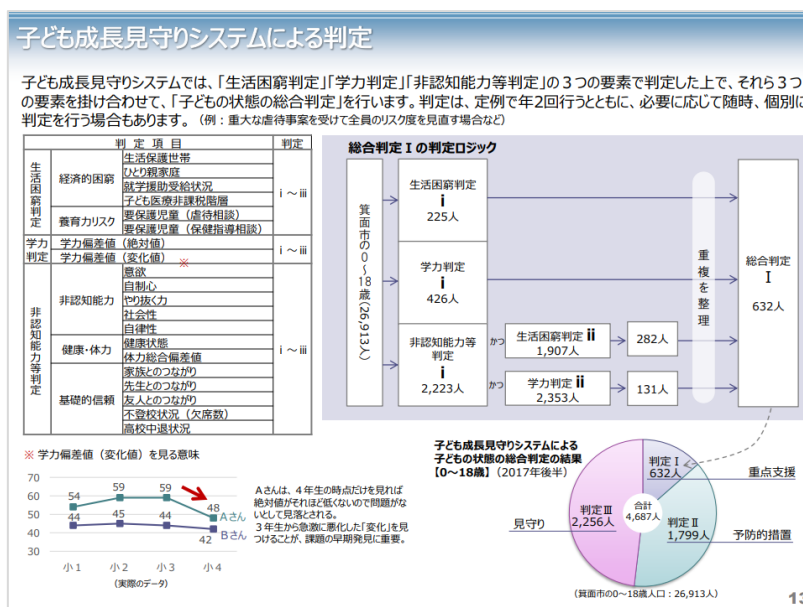 子ども成長見守りシステムによる判定
子ども成長見守りシステムでは、「生活困窮判定」「学力判定」「非認知能力等判定」の３つの要素で判定した上で、それら３つ
の要素を掛け合わせて、「子どもの状態の総合判定」を行います。判定は、定例で年2回行うとともに、必要に応じて随時、個別に
判定を行う場合もあります。（例：重大な虐待事案を受けて全員のリスク度を見直す場合など）
判 定 項 目
判定
生活困窮判定
経済的困窮
生活保護世帯
ひとり親家庭
就学援助受給状況
子ども医療非課税階層
養育力リスク
要保護児童（虐待相談）
要保護児童（保健指導相談）
ⅰ～ⅲ
学力判定
学力偏差値（絶対値）
学力偏差値（変化値）
※
ⅰ～ⅲ
非認知能力等判定
非認知能力
意欲
自制心
やり抜く力
社会性
自律性
健康・体力
健康状態
体力総合偏差値
基礎的信頼
家族とのつながり
先生とのつながり
友人とのつながり
不登校状況（欠席数）
高校中退状況
ⅰ～ⅲ
総合判定Ⅰの判定ロジック
箕面市の0～18歳(26,913人)
生活困窮判定
ⅰ
225人
学力判定
ⅰ
426人
非認知能力等
判定
ⅰ
2,223人
かつ
生活困窮判定 ⅱ
1,907人
282人
かつ
学力判定 ⅱ
2,353人
131人
重複を整理
総合判定
Ⅰ
632人
※ 学力偏差値（変化値）を見る意味
70
60
50
40
30
54
59
59
48
44
45
44
42
Aさん
Bさん
小１
小２
小３
小４
（実際のデータ）
Aさんは、４年生の時点だけを見れば
絶対値がそれほど低くないので問題がな
いとして見落とされる。
３年生から急激に悪化した「変化」を見
つけることが、課題の早期発見に重要。
子ども成長見守りシステムによる
子どもの状態の総合判定の結果
【0～18歳】（2017年後半）
判定Ⅰ
632人
重点支援
合計
4,687人
判定Ⅲ
2,256人
見守り
判定Ⅱ
1,799人
予防的措置
（箕面市の0～18歳人口：26,913人）
13